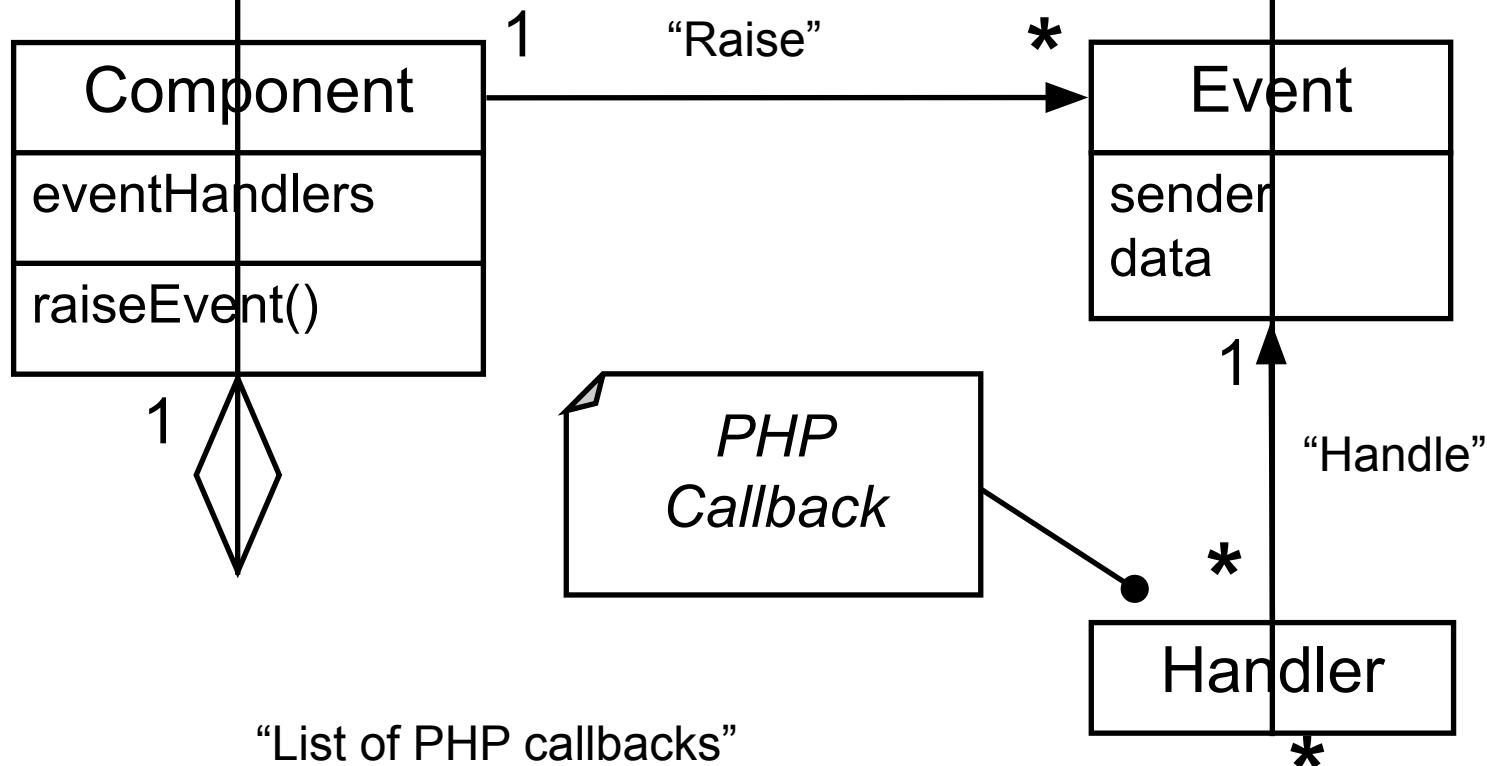 1
“Raise”
*
Component
Event
eventHandlers
sender
data
raiseEvent()
1
1
PHP
Callback
“Handle”
*
Handler
“List of PHP callbacks”
*